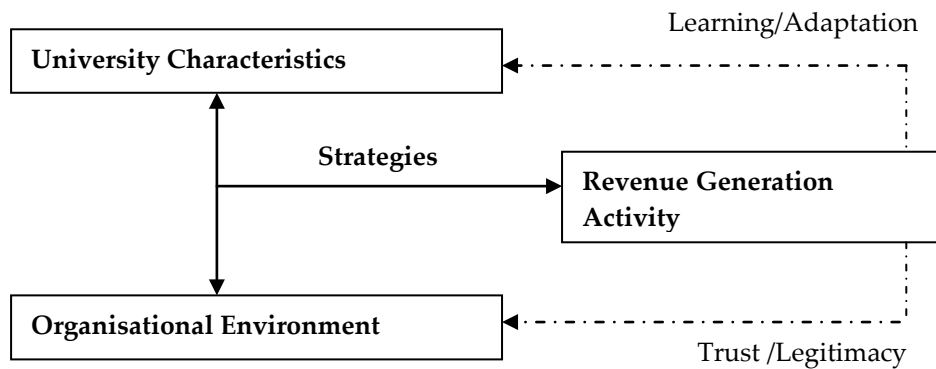 Learning/Adaptation
University Characteristics
Strategies
Revenue Generation
Activity
Organisational Environment
Trust /Legitimacy